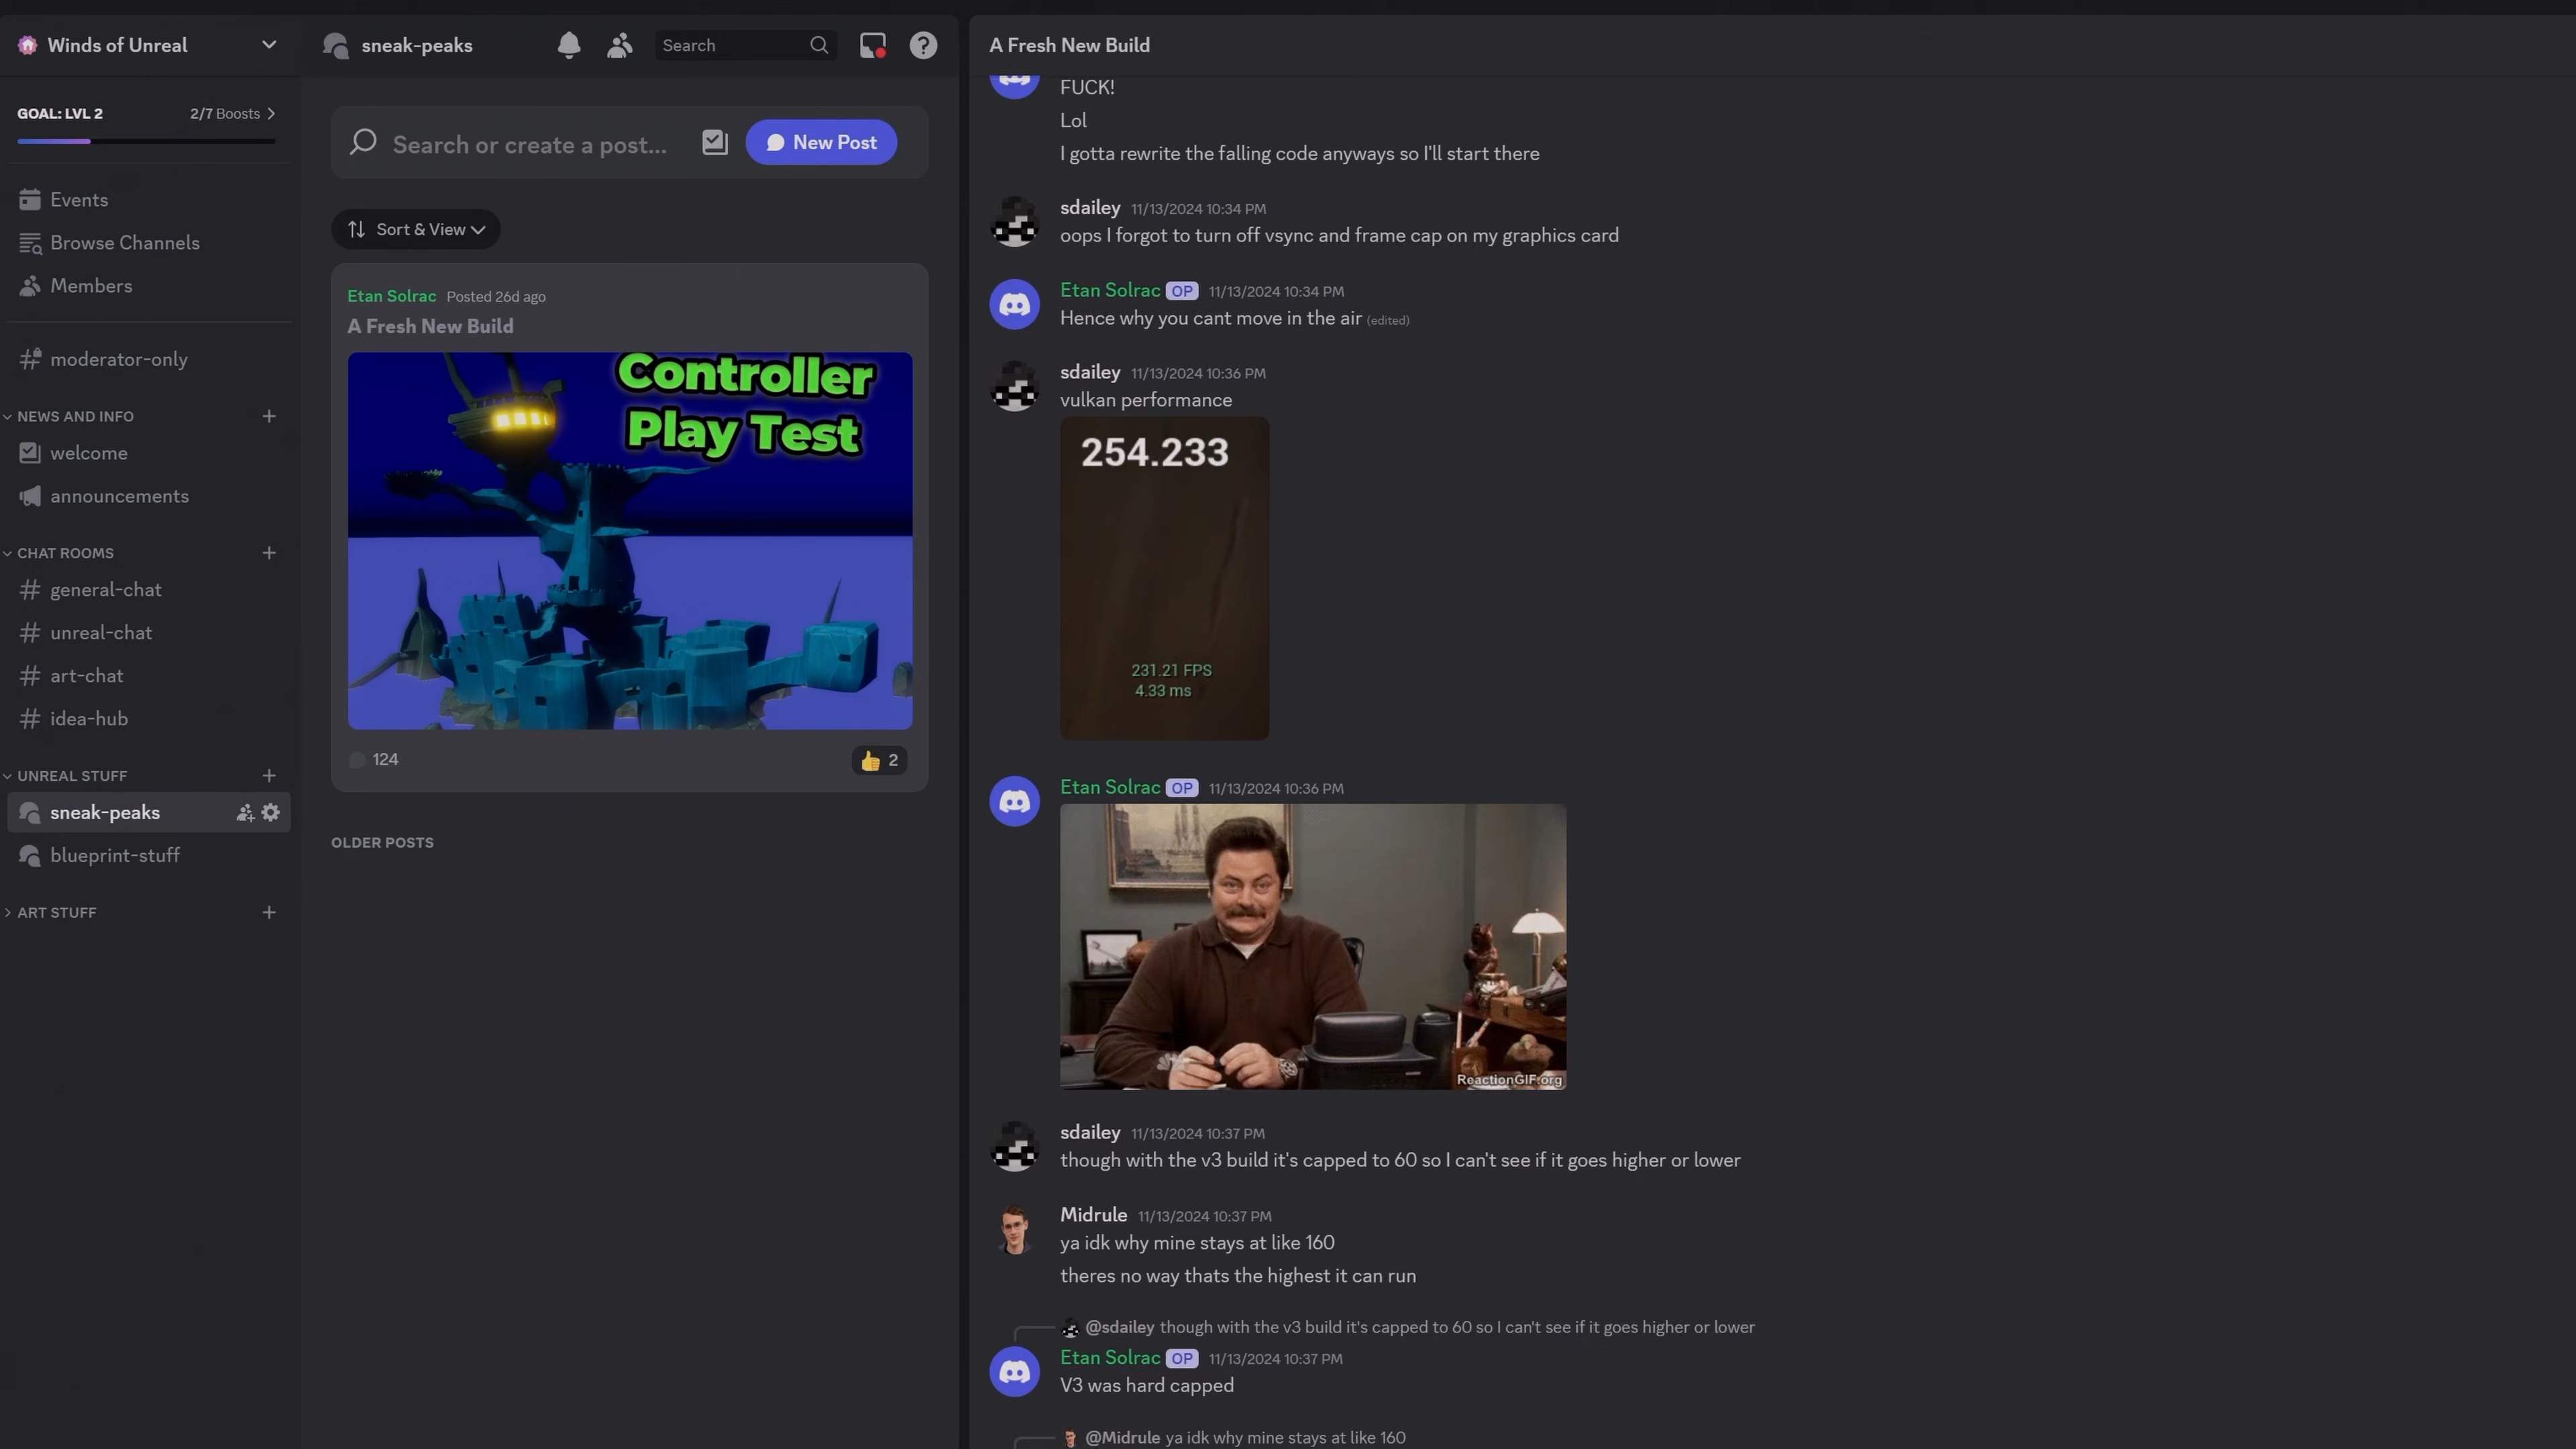 Winds of Unreal
GOAL: LVL 2
2/7 Boosts
Events
Browse Channels
Members
moderator-only
NEWS AND INFO
welcome
announcements
CHAT ROOMS
general-chat
unreal-chat
art-chat
idea-hub
UNREAL STUFF
sneak-peaks
blueprint-stuff
ART STUFF
sneak-peaks
Search
Search or create a post...
New Post
Sort & View
Etan Solrac Posted 26d ago
A Fresh New Build
Controller
Play Test
124
2
OLDER POSTS
A Fresh New Build
FUCK!
Lol
I gotta rewrite the falling code anyways so I'll start there
sdailey 11/13/2024 10:34 PM
oops I forgot to turn off vsync and frame cap on my graphics card
Etan Solrac OP 11/13/2024 10:34 PM
Hence why you cant move in the air (edited)
sdailey 11/13/2024 10:36 PM
vulkan performance
254.233
231.21 FPS
4.33 ms
Etan Solrac OP 11/13/2024 10:36 PM
ReactionGIF.org
sdailey 11/13/2024 10:37 PM
though with the v3 build it's capped to 60 so I can't see if it goes higher or lower
Midrule 11/13/2024 10:37 PM
ya idk why mine stays at like 160
theres no way thats the highest it can run
@sdailey though with the v3 build it's capped to 60 so I can't see if it goes higher or lower
Etan Solrac OP 11/13/2024 10:37 PM
V3 was hard capped
@Midrule ya idk why mine stays at like 160